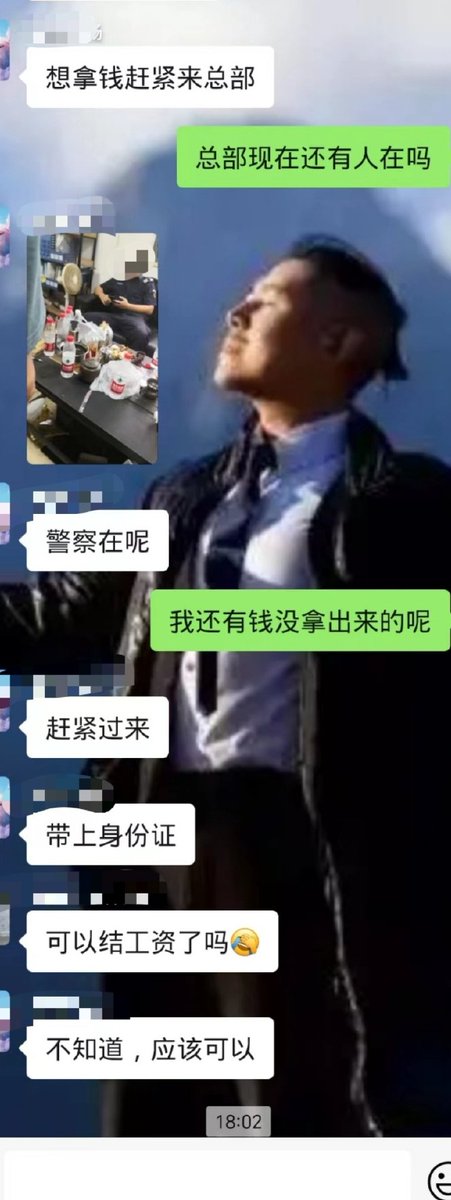 想拿钱赶紧来总部
总部现在还有人在吗
警察在呢
我还有钱没拿出来的呢
赶紧过来
带上身份证
可以结工资了吗🤣
不知道，应该可以
18:02